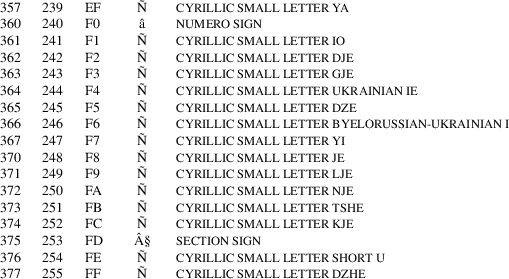 357 239 EF Ñ CYRILLIC SMALL LETTER YA
360 240 F0 â NUMERO SIGN
361 241 F1 Ñ CYRILLIC SMALL LETTER IO
362 242 F2 Ñ CYRILLIC SMALL LETTER DJE
363 243 F3 Ñ CYRILLIC SMALL LETTER GJE
364 244 F4 Ñ CYRILLIC SMALL LETTER UKRAINIAN IE
365 245 F5 Ñ CYRILLIC SMALL LETTER DZE
366 246 F6 Ñ CYRILLIC SMALL LETTER BYELORUSSIAN-UKRAINIAN I
367 247 F7 Ñ CYRILLIC SMALL LETTER YI
370 248 F8 Ñ CYRILLIC SMALL LETTER JE
371 249 F9 Ñ CYRILLIC SMALL LETTER LJE
372 250 FA Ñ CYRILLIC SMALL LETTER NJE
373 251 FB Ñ CYRILLIC SMALL LETTER TSHE
374 252 FC Ñ CYRILLIC SMALL LETTER KJE
375 253 FD Â§ SECTION SIGN
376 254 FE Ñ CYRILLIC SMALL LETTER SHORT U
377 255 FF Ñ CYRILLIC SMALL LETTER DZHE